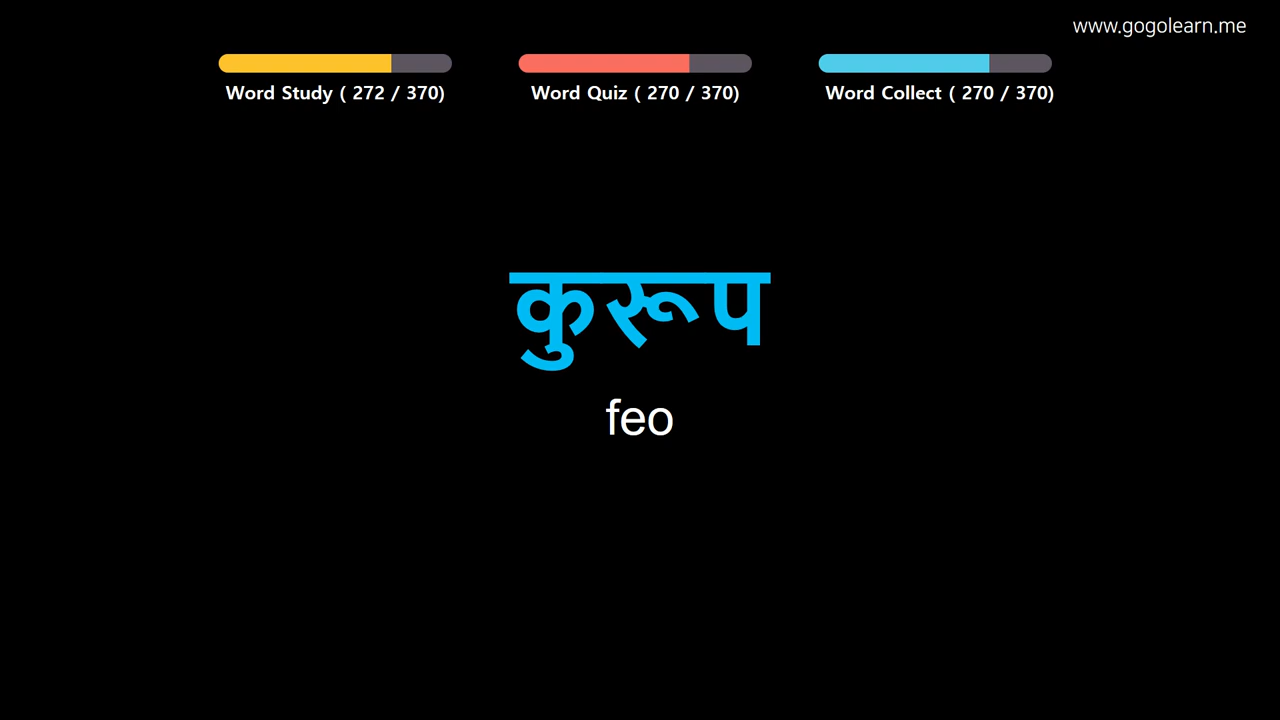 www.gogolearn.me
Word Study ( 272 / 370)
Word Quiz ( 270 / 370)
Word Collect ( 270 / 370)
कुरूप
feo